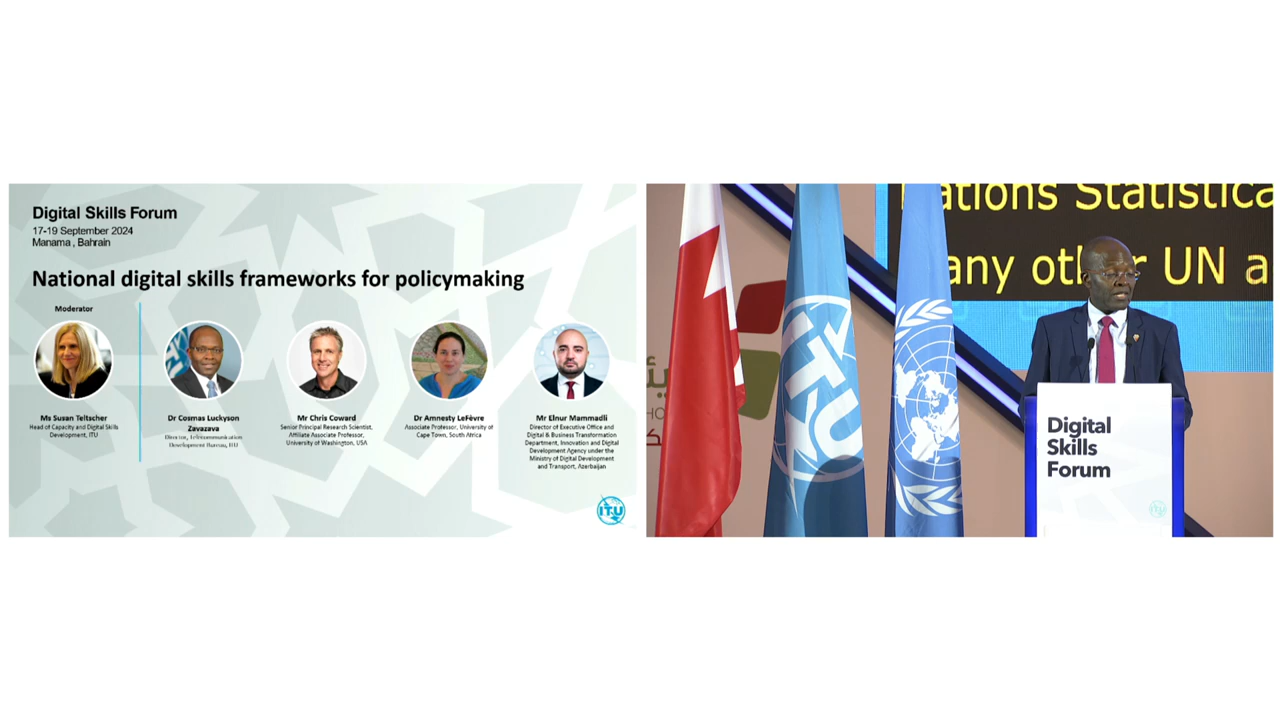 Digital Skills Forum
17-19 September 2024
Manama , Bahrain
National digital skills frameworks for policymaking
Moderator
Ms Susan Teltscher
Head of Capacity and Digital Skills
Development, ITU
Dr Cosmas Luckyson
Zavazava
Director, Telecommunication
Development Bureau, ITU
Mr Chris Coward
Senior Principal Research Scientist,
Affiliate Associate Professor,
University of Washington, USA
Dr Amnesty LeFèvre
Associate Professor, University of
Cape Town, South Africa
Mr Elnur Mammadli
Director of Executive Office and
Digital & Business Transformation
Department, Innovation and Digital
Development Agency under the
Ministry of Digital Development
and Transport, Azerbaijan
ITU
Nations Statistica
any other UN a
ITU
Digital
Skills
Forum